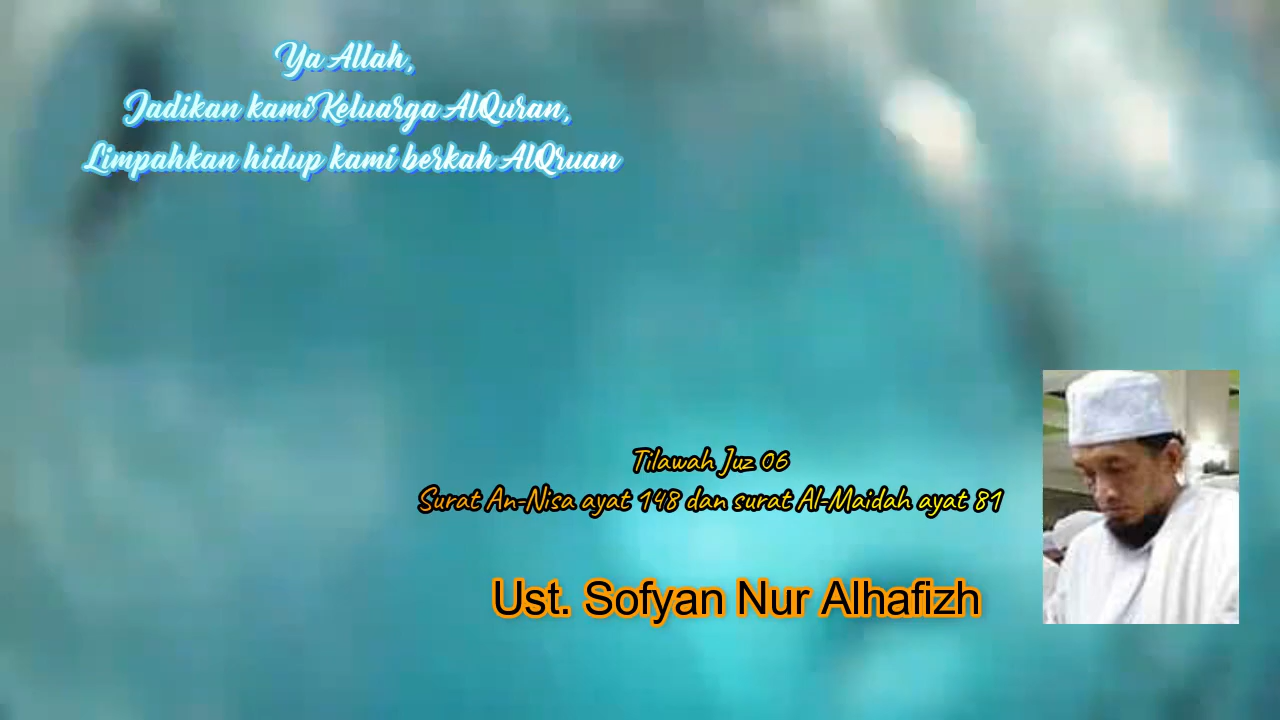 Ya Allah,
Jadikan kami Keluarga AlQuran,
Limpahkan hidup kami berkah AlQruan
Tilawah Juz 06
Surat An-Nisa ayat 148 dan surat Al-Maidah ayat 81
Ust. Sofyan Nur Alhafizh